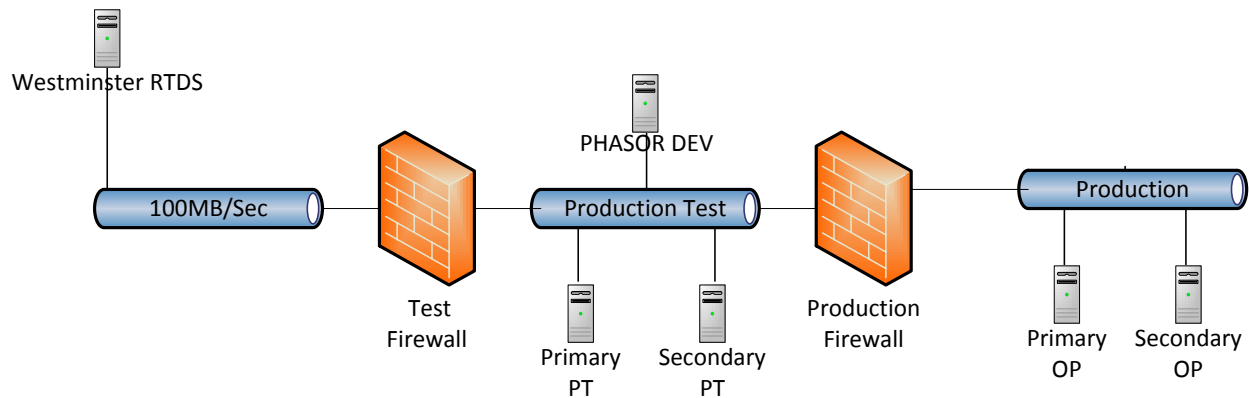 Westminster RTDS
PHASOR DEV
100MB/Sec
Production Test
Production
Test
Firewall
Production
Firewall
Primary
PT
Secondary
PT
Primary
OP
Secondary
OP